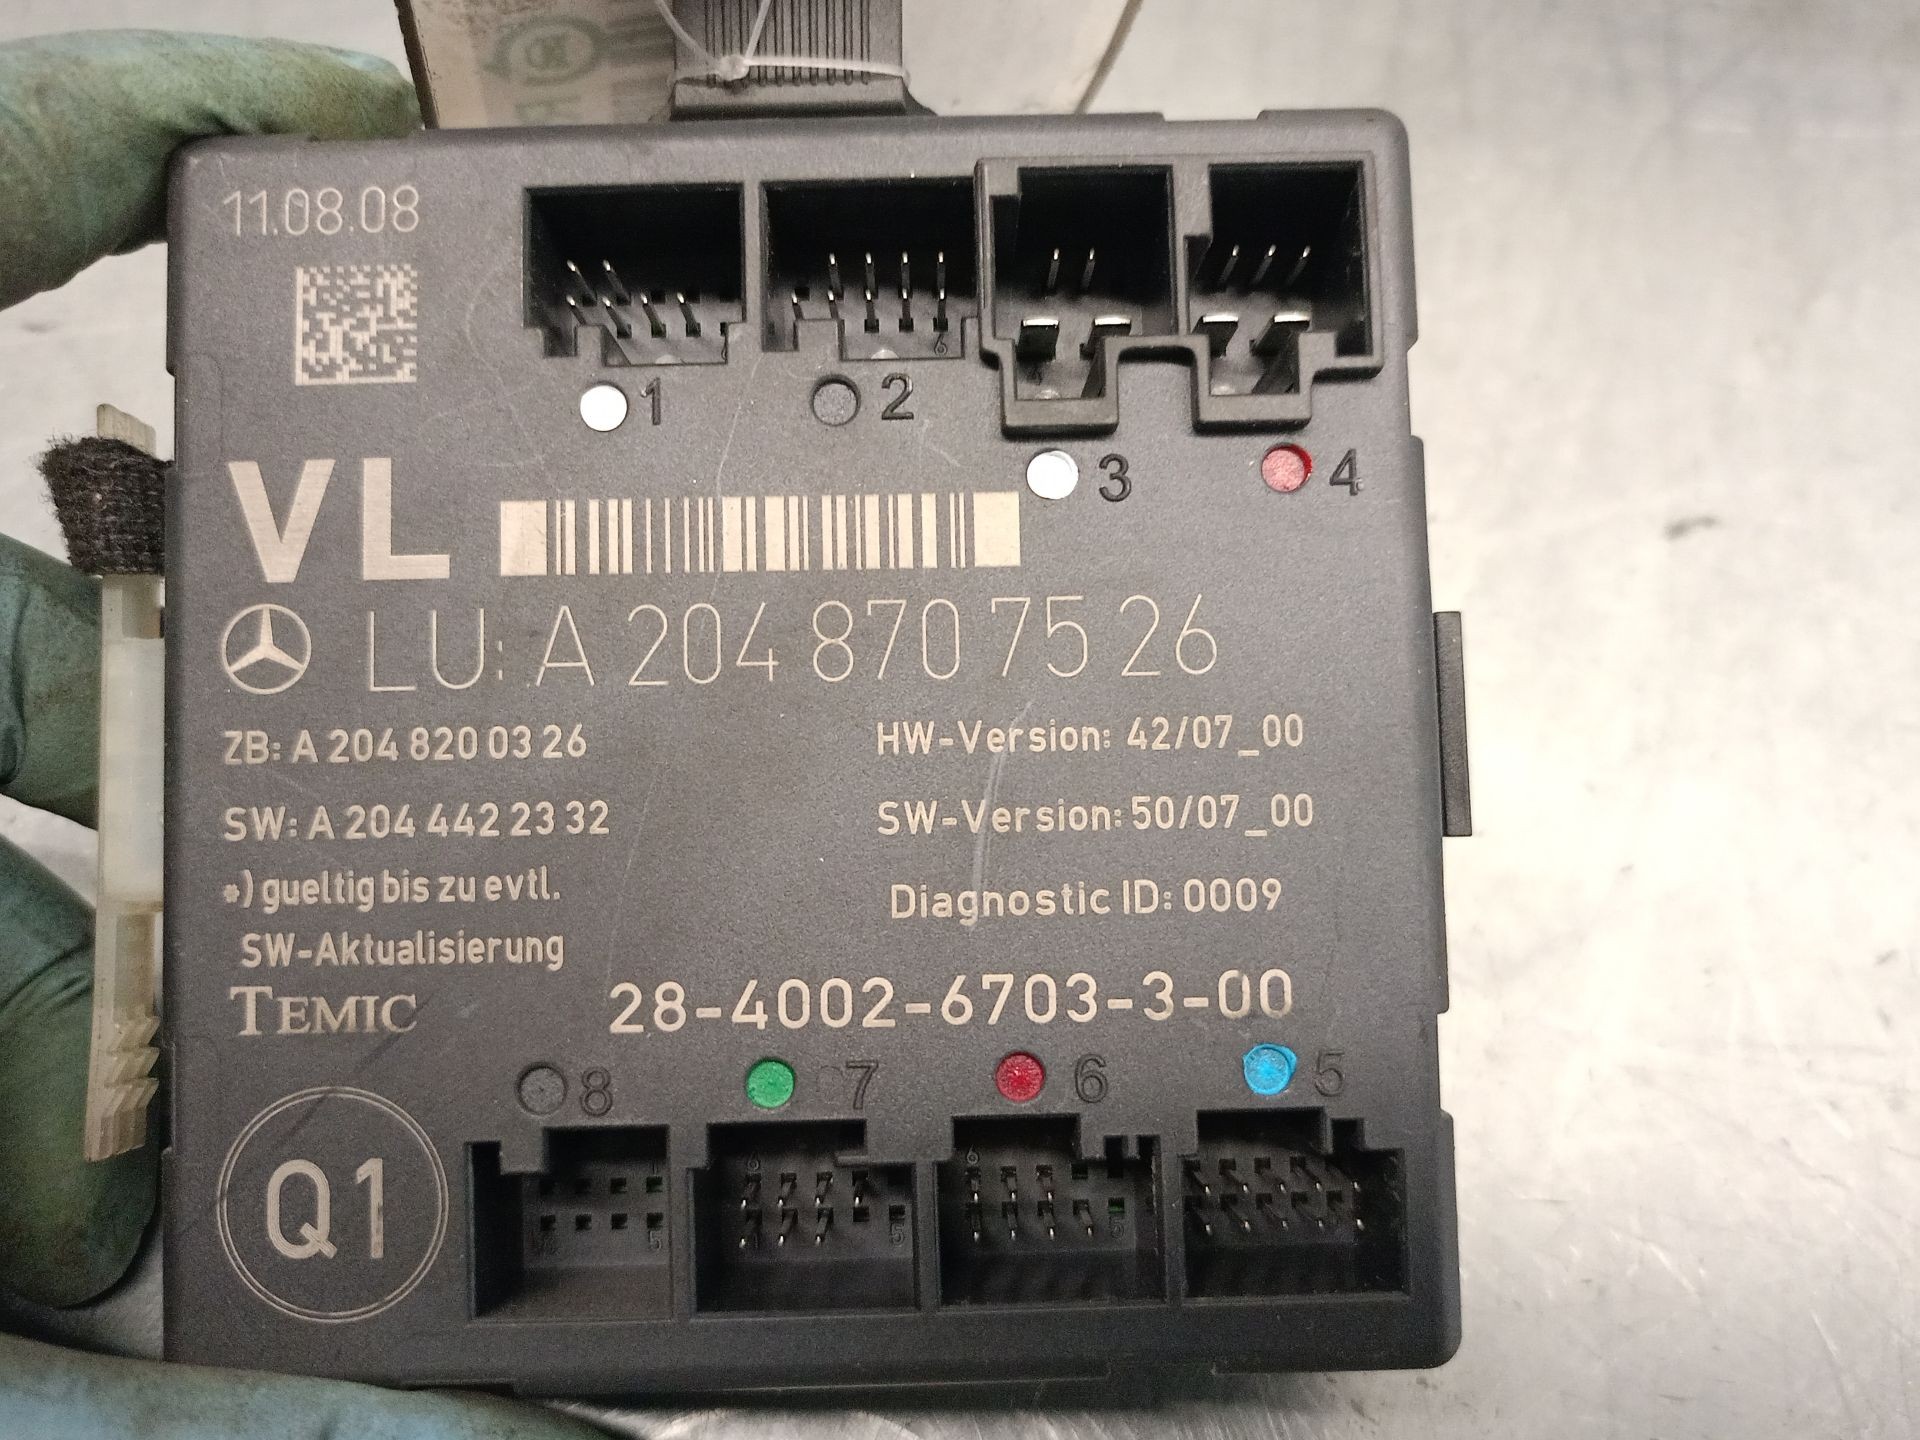 11.08.08
1
2
3
4
VL
LU: A 204 870 75 26
ZB: A 204 820 03 26
HW-Version: 42/07_00
SW: A 204 442 23 32
SW-Version: 50/07_00
*) gueltig bis zu evtl.
Diagnostic ID: 0009
SW-Aktualisierung
TEMIC
28-4002-6703-3-00
8
7
6
5
Q1